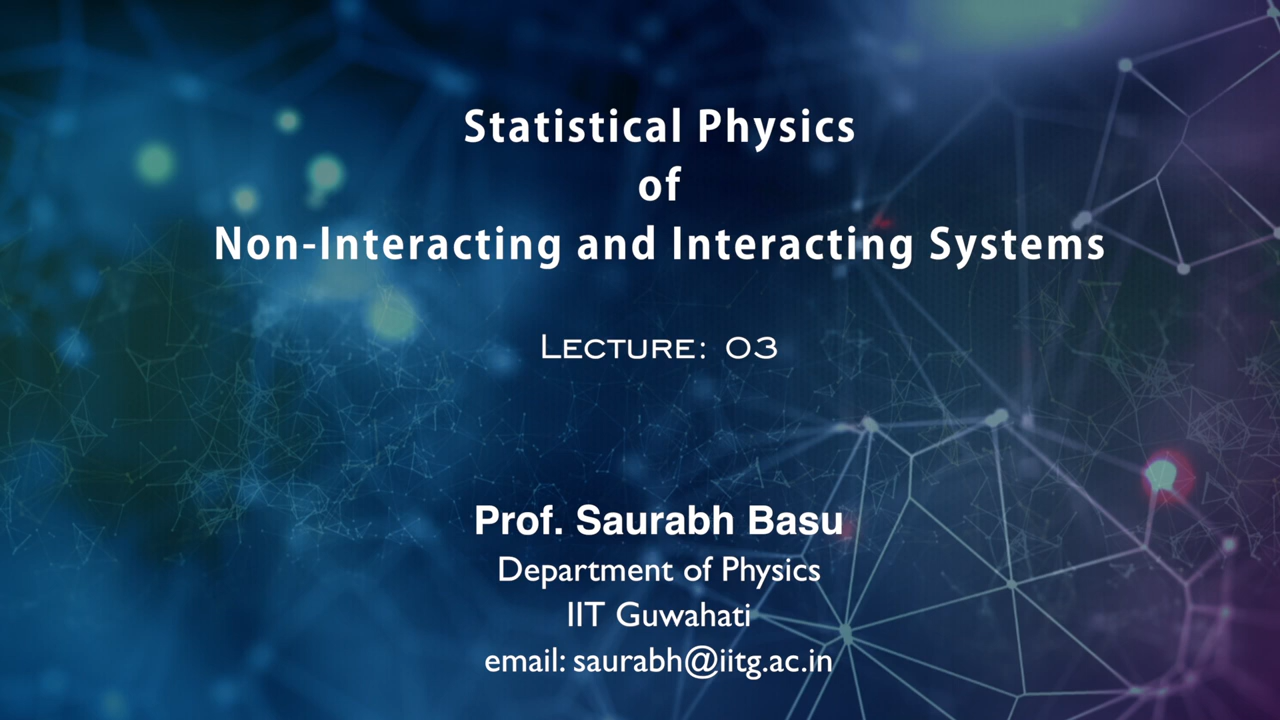 Statistical Physics
of
Non-Interacting and Interacting Systems
Lecture: 03
Prof. Saurabh Basu
Department of Physics
IIT Guwahati
email: saurabh@iitg.ac.in